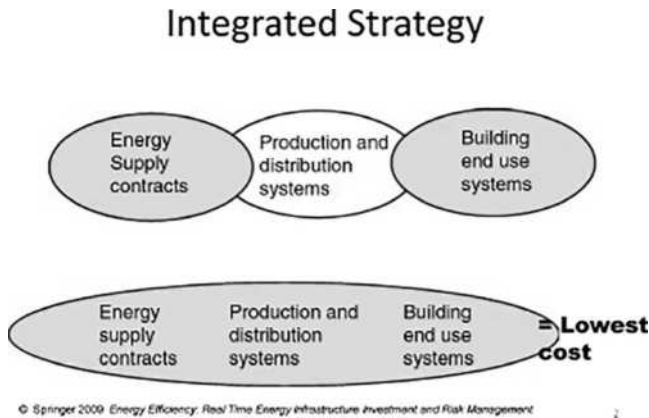 Integrated Strategy
Energy
Supply
contracts
Production and
distribution
systems
Building
end use
systems
Energy
supply
contracts
Production and
distribution
systems
Building
end use
systems
= Lowest
cost
© Springer 2009 Energy Efficiency: Real Time Energy Infrastructure Investment and Risk Management
2